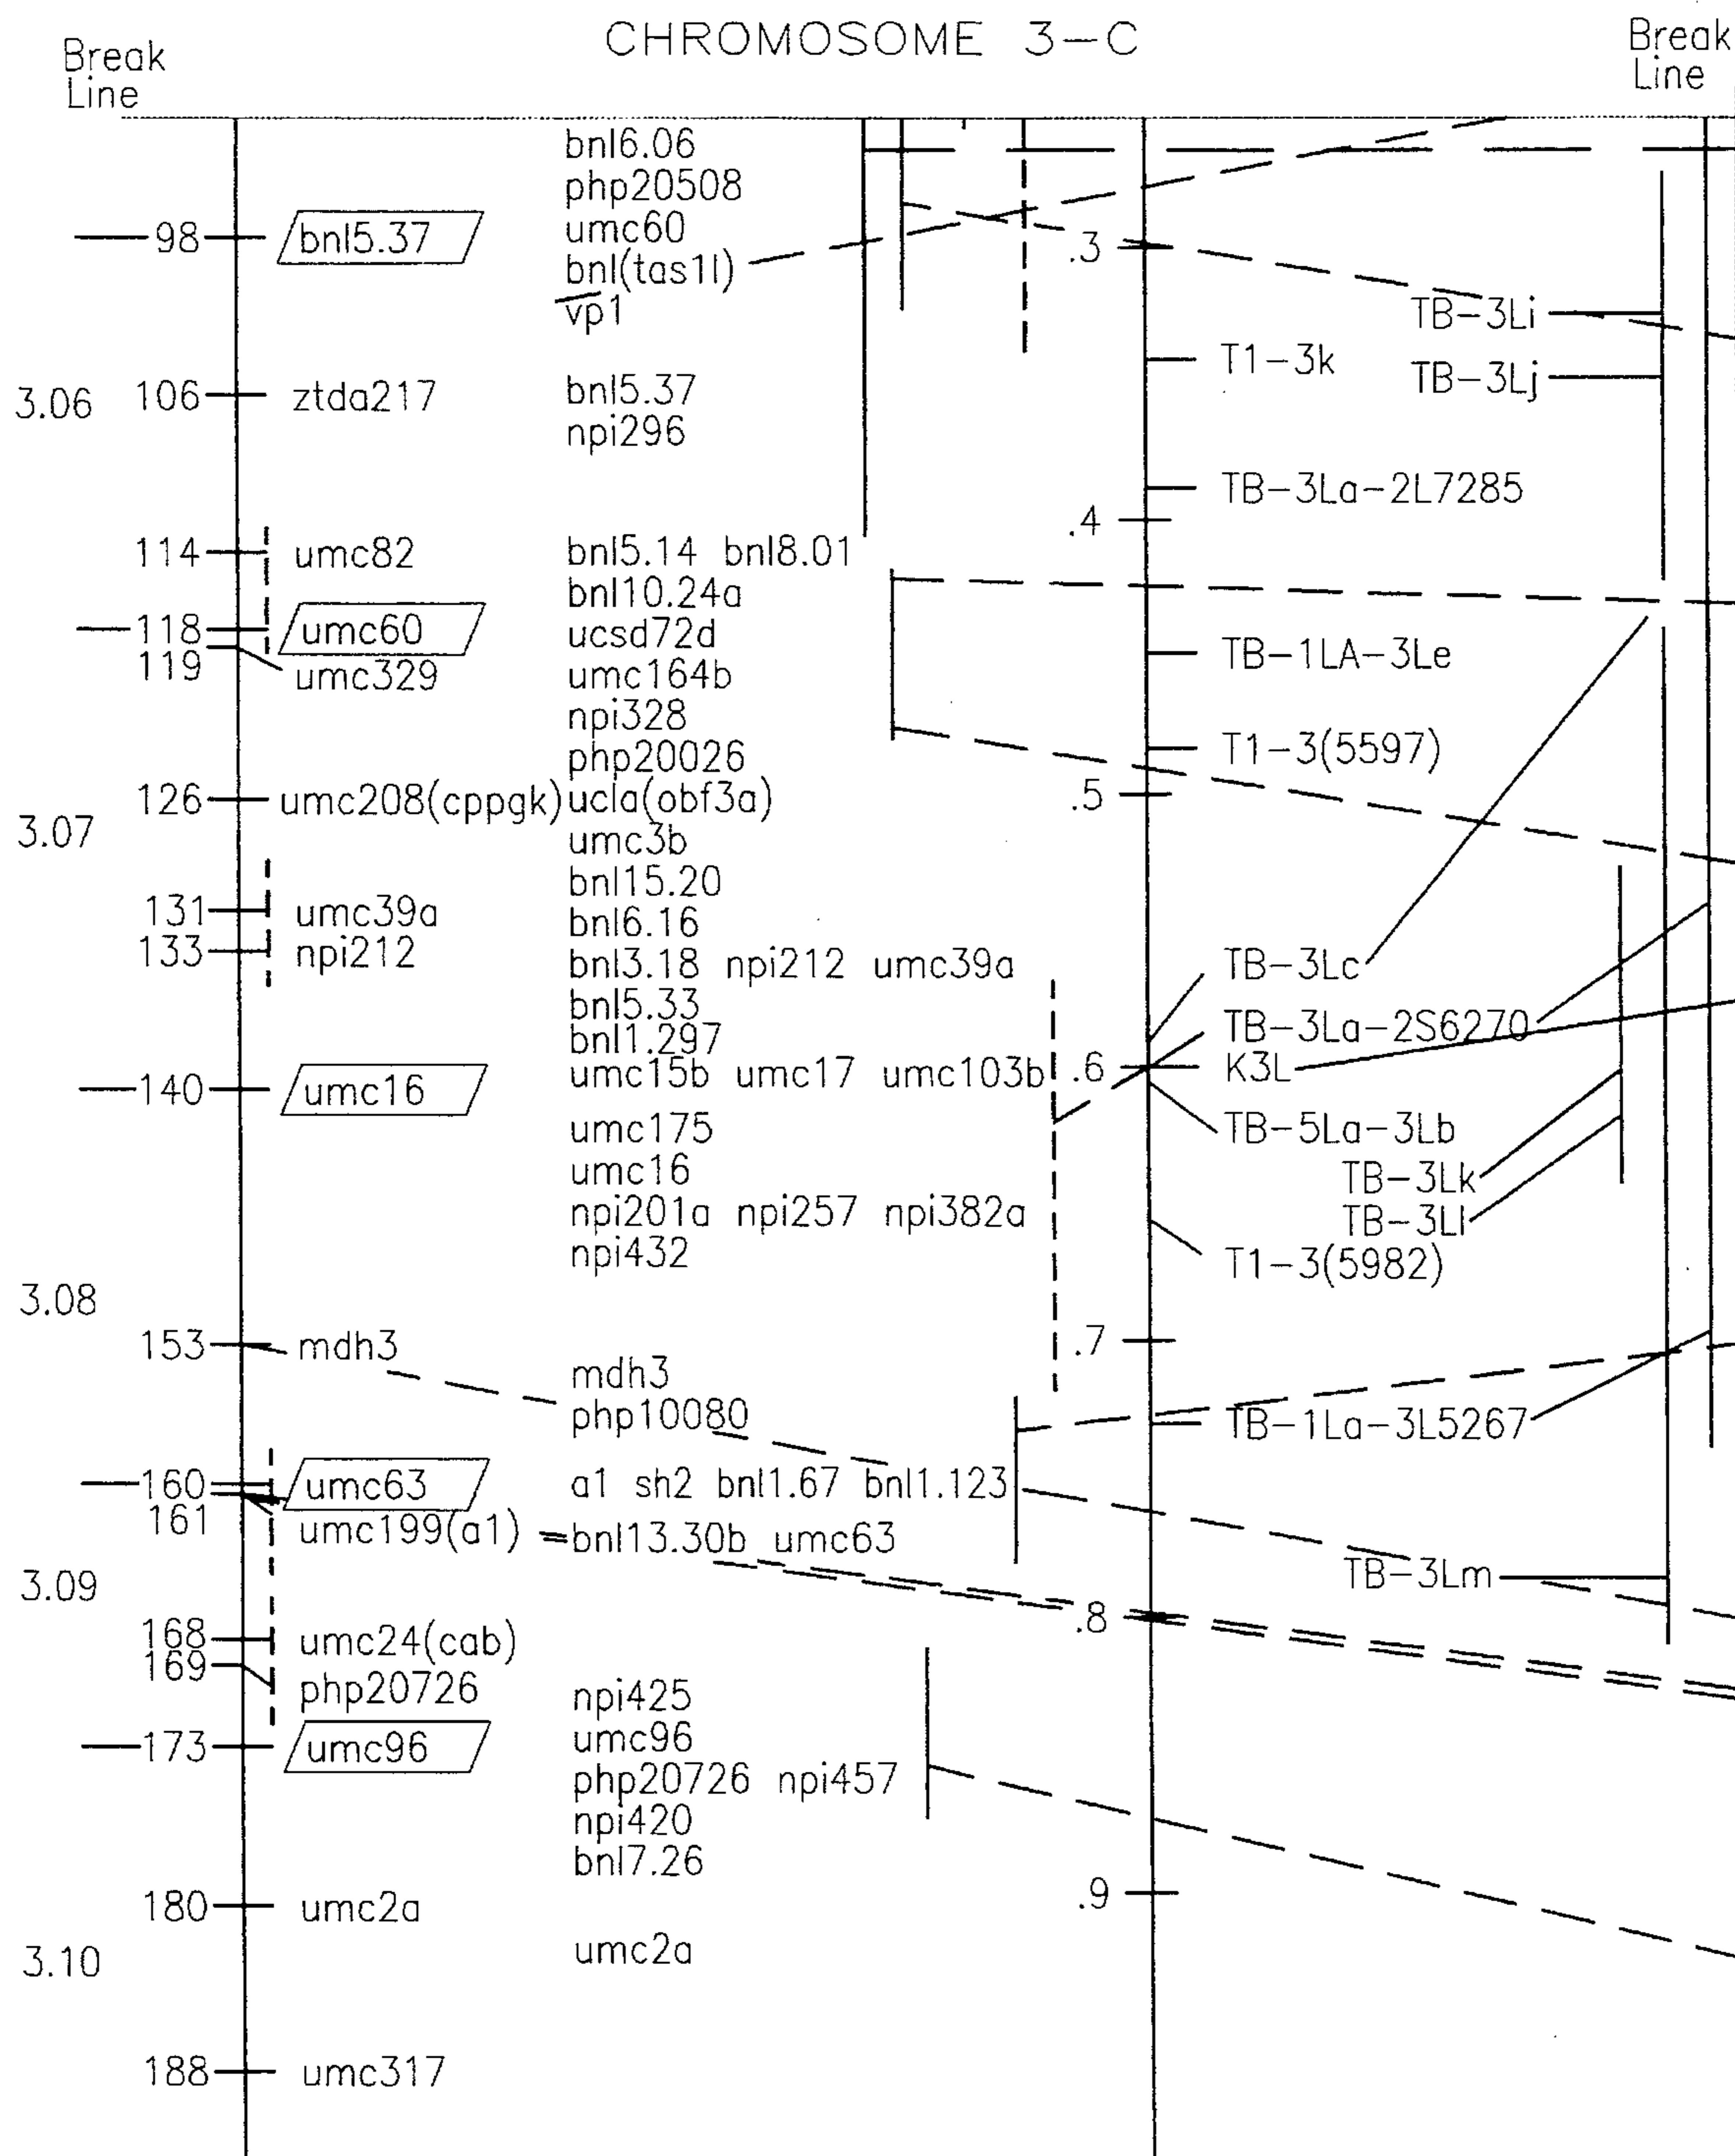 CHROMOSOME 3-C
Break Line
Break Line
bnl6.06
php20508
98 bnl5.37 umc60
.3
bnl(tas1l)
vp1 TB-3Li
T1-3k TB-3Lj
3.06 106 ztda217 bnl5.37
npi296
TB-3La-2L7285
.4
114 umc82 bnl5.14 bnl8.01
bnl10.24a
118 umc60 ucsd72d
TB-1LA-3Le
119 umc329 umc164b
npi328
T1-3(5597)
php20026
126 umc208(cppgk) ucla(obf3a) .5
3.07 umc3b
bnl15.20
131 umc39a bnl6.16
133 npi212 bnl3.18 npi212 umc39a TB-3Lc
bnl5.33
TB-3La-2S6270
bnl1.297
140 umc16 umc15b umc17 umc103b .6 K3L
umc175 TB-5La-3Lb
umc16 TB-3Lk
npi201a npi257 npi382a TB-3Ll
npi432 T1-3(5982)
3.08
153 mdh3 .7
mdh3
php10080 TB-1La-3L5267
160 umc63 a1 sh2 bnl1.67 bnl1.123
161 umc199(a1) bnl13.30b umc63
3.09 TB-3Lm
.8
168 umc24(cab)
169 php20726 npi425
173 umc96 umc96
php20726 npi457
npi420
bnl7.26
180 umc2a .9
3.10 umc2a
188 umc317